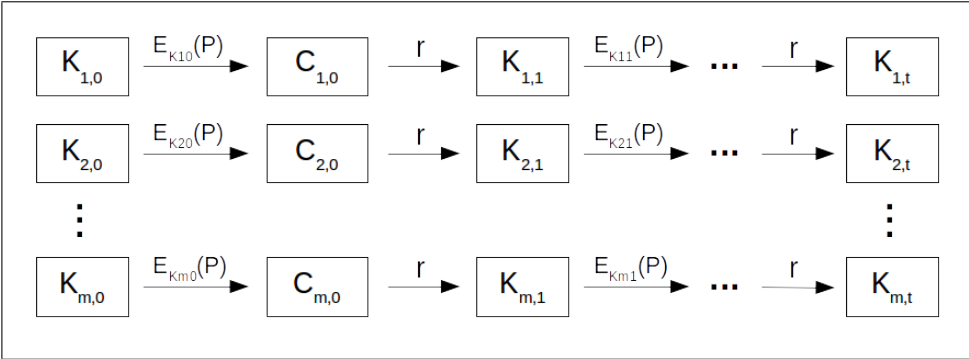 K1,0 EK10(P) C1,0 r K1,1 EK11(P) ... r K1,t
K2,0 EK20(P) C2,0 r K2,1 EK21(P) ... r K2,t
⋮ ⋮
Km,0 EKm0(P) Cm,0 r Km,1 EKm1(P) ... r Km,t